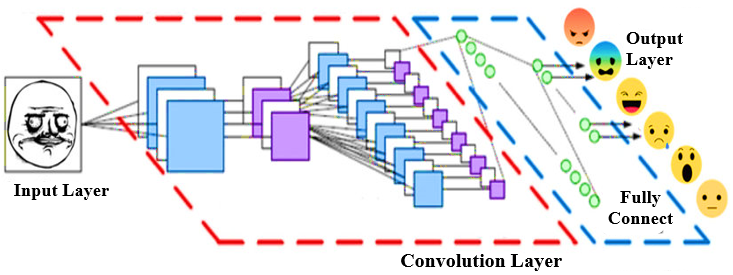 Output
Layer
Input Layer
Fully
Connect
Convolution Layer